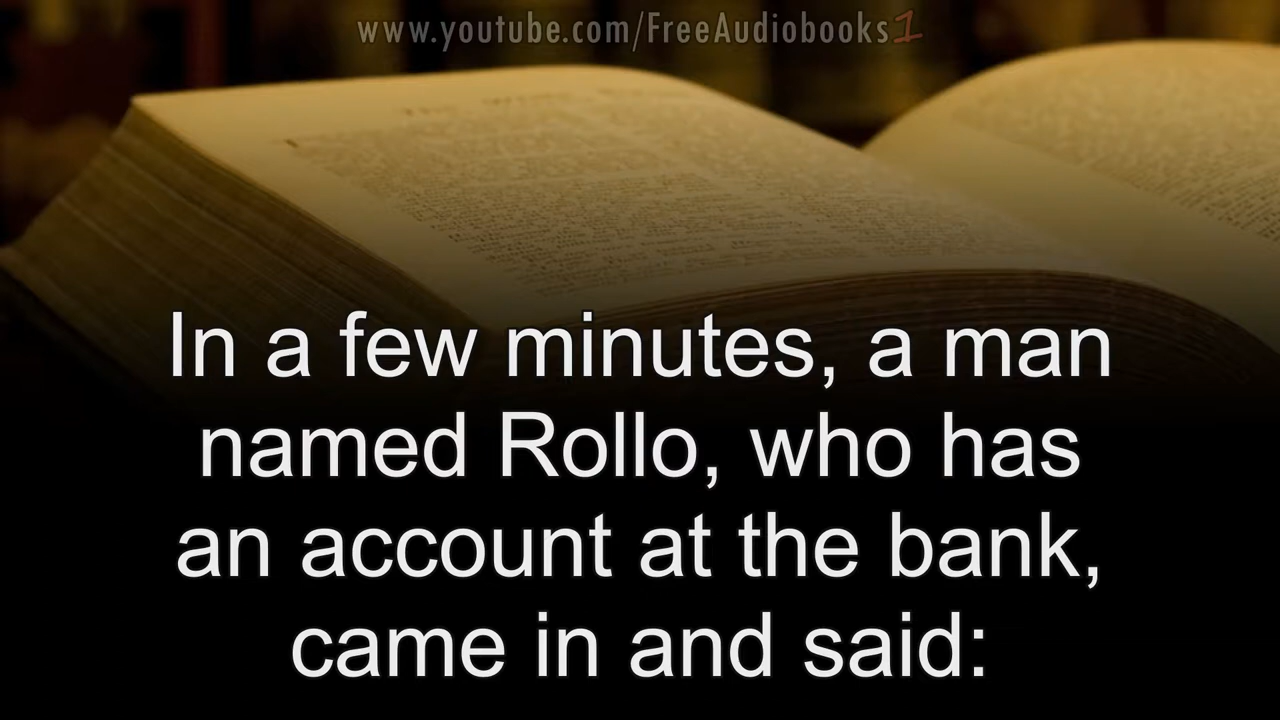 www.youtube.com/FreeAudiobooks1
In a few minutes, a man
named Rollo, who has
an account at the bank,
came in and said: